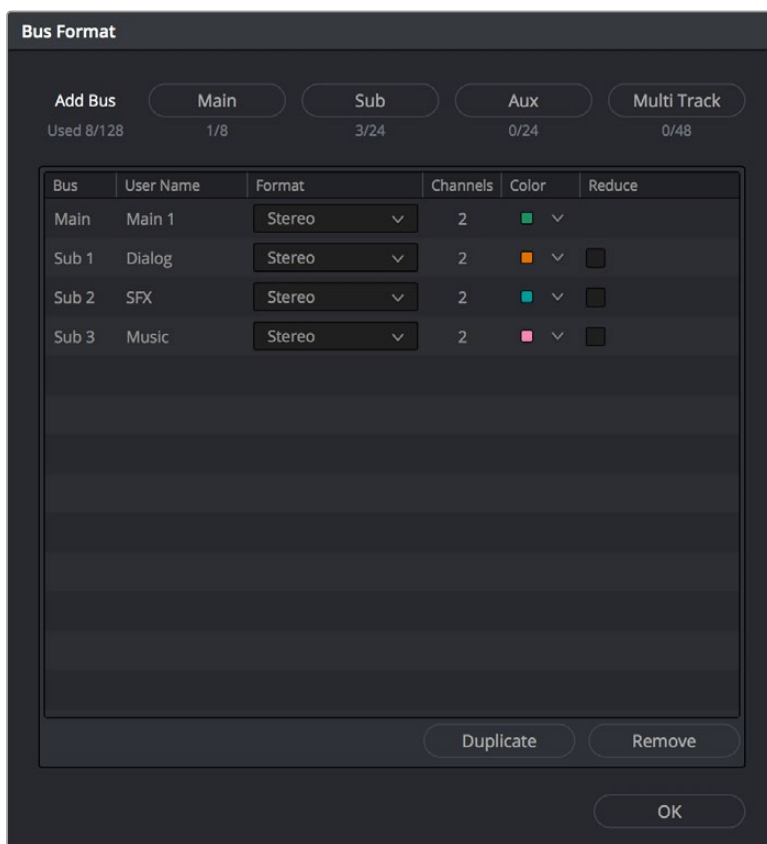 Bus Format
Add Bus Main Sub Aux Multi Track
Used 8/128 1/8 3/24 0/24 0/48
Bus User Name Format Channels Color Reduce
Main Main 1 Stereo 2
Sub 1 Dialog Stereo 2
Sub 2 SFX Stereo 2
Sub 3 Music Stereo 2
Duplicate Remove
OK